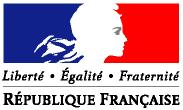 Liberté • Égalité • Fraternité
RÉPUBLIQUE FRANÇAISE